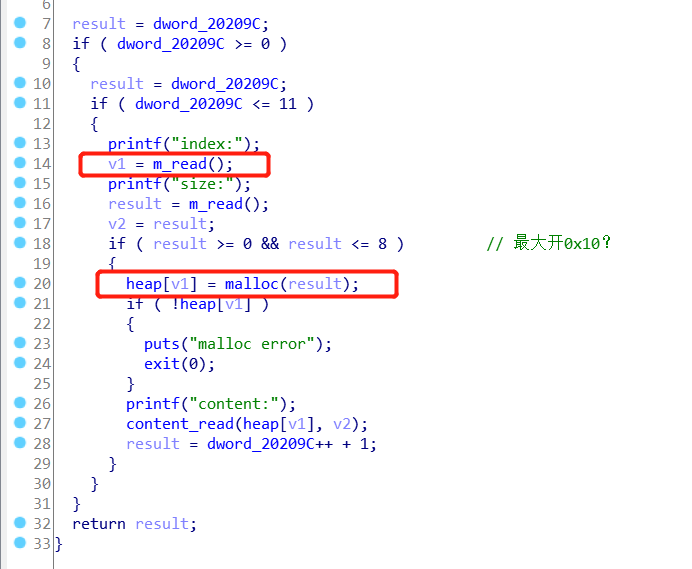 6
7 result = dword_20209C;
8 if ( dword_20209C >= 0 )
9 {
10 result = dword_20209C;
11 if ( dword_20209C <= 11 )
12 {
13 printf("index:");
14 v1 = m_read();
15 printf("size:");
16 result = m_read();
17 v2 = result;
18 if ( result >= 0 && result <= 8 ) // 最大开0x10?
19 {
20 heap[v1] = malloc(result);
21 if ( !heap[v1] )
22 {
23 puts("malloc error");
24 exit(0);
25 }
26 printf("content:");
27 content_read(heap[v1], v2);
28 result = dword_20209C++ + 1;
29 }
30 }
31 }
32 return result;
33 }